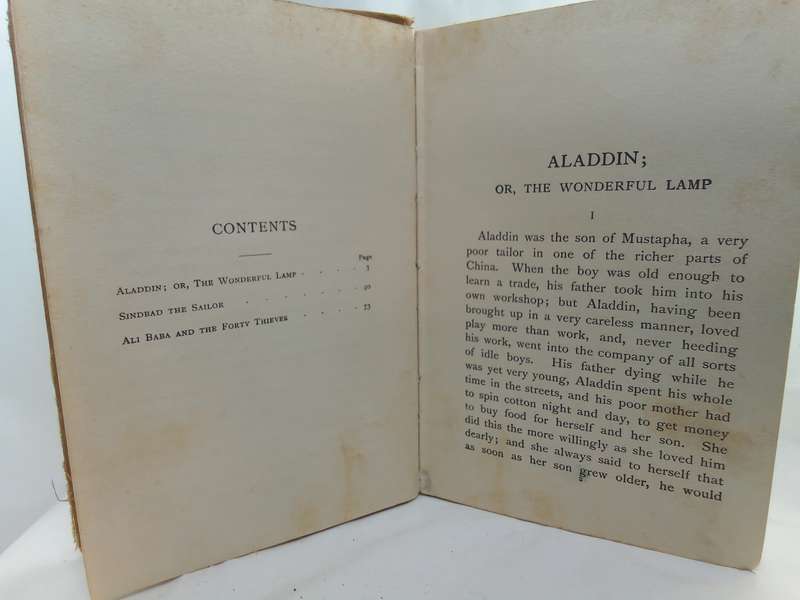 CONTENTS
Page
ALADDIN; OR, THE WONDERFUL LAMP . . . . 1
SINDBAD THE SAILOR . . . . . . 40
ALI BABA AND THE FORTY THIEVES . . . . 53
ALADDIN;
OR, THE WONDERFUL LAMP
I
Aladdin was the son of Mustapha, a very
poor tailor in one of the richer parts of
China. When the boy was old enough to
learn a trade, his father took him into his
own workshop; but Aladdin, having been
brought up in a very careless manner, loved
play more than work, and, never heeding
his work, went into the company of all sorts
of idle boys. His father dying while he
was yet very young, Aladdin spent his whole
time in the streets, and his poor mother had
to spin cotton night and day, to get money
to buy food for herself and her son. She
did this the more willingly as she loved him
dearly; and she always said to herself that
as soon as her son grew older, he would